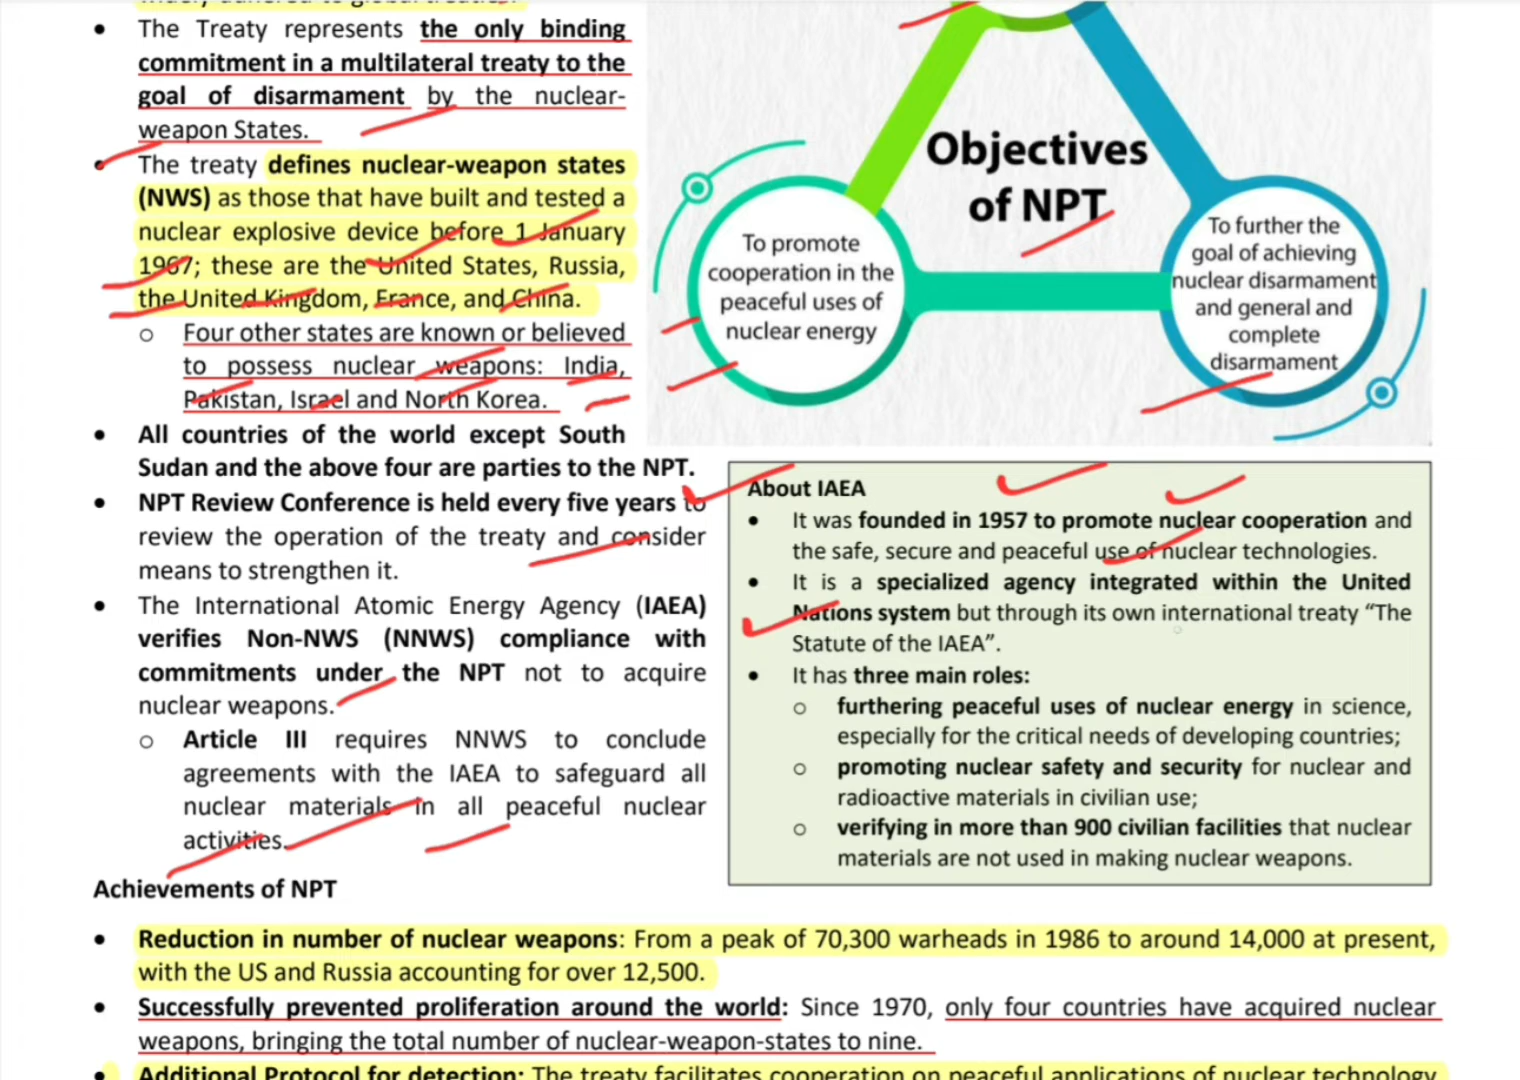 The Treaty represents the only binding
commitment in a multilateral treaty to the
goal of disarmament by the nuclear-
weapon States.
The treaty defines nuclear-weapon states
(NWS) as those that have built and tested a
nuclear explosive device before 1 January
1967; these are the United States, Russia,
the United Kingdom, France, and China.
Four other states are known or believed
to possess nuclear weapons: India,
Pakistan, Israel and North Korea.
All countries of the world except South
Sudan and the above four are parties to the NPT.
NPT Review Conference is held every five years to
review the operation of the treaty and consider
means to strengthen it.
The International Atomic Energy Agency (IAEA)
verifies Non-NWS (NNWS) compliance with
commitments under the NPT not to acquire
nuclear weapons.
Article III requires NNWS to conclude
agreements with the IAEA to safeguard all
nuclear materials in all peaceful nuclear
activities.
Objectives
of NPT
To promote
cooperation in the
peaceful uses of
nuclear energy
To further the
goal of achieving
nuclear disarmament
and general and
complete
disarmament
About IAEA
It was founded in 1957 to promote nuclear cooperation and
the safe, secure and peaceful use of nuclear technologies.
It is a specialized agency integrated within the United
Nations system but through its own international treaty “The
Statute of the IAEA”.
It has three main roles:
furthering peaceful uses of nuclear energy in science,
especially for the critical needs of developing countries;
promoting nuclear safety and security for nuclear and
radioactive materials in civilian use;
verifying in more than 900 civilian facilities that nuclear
materials are not used in making nuclear weapons.
Achievements of NPT
Reduction in number of nuclear weapons: From a peak of 70,300 warheads in 1986 to around 14,000 at present,
with the US and Russia accounting for over 12,500.
Successfully prevented proliferation around the world: Since 1970, only four countries have acquired nuclear
weapons, bringing the total number of nuclear-weapon-states to nine.
Additional Protocol for detection: The treaty facilitates cooperation on peaceful applications of nuclear technology